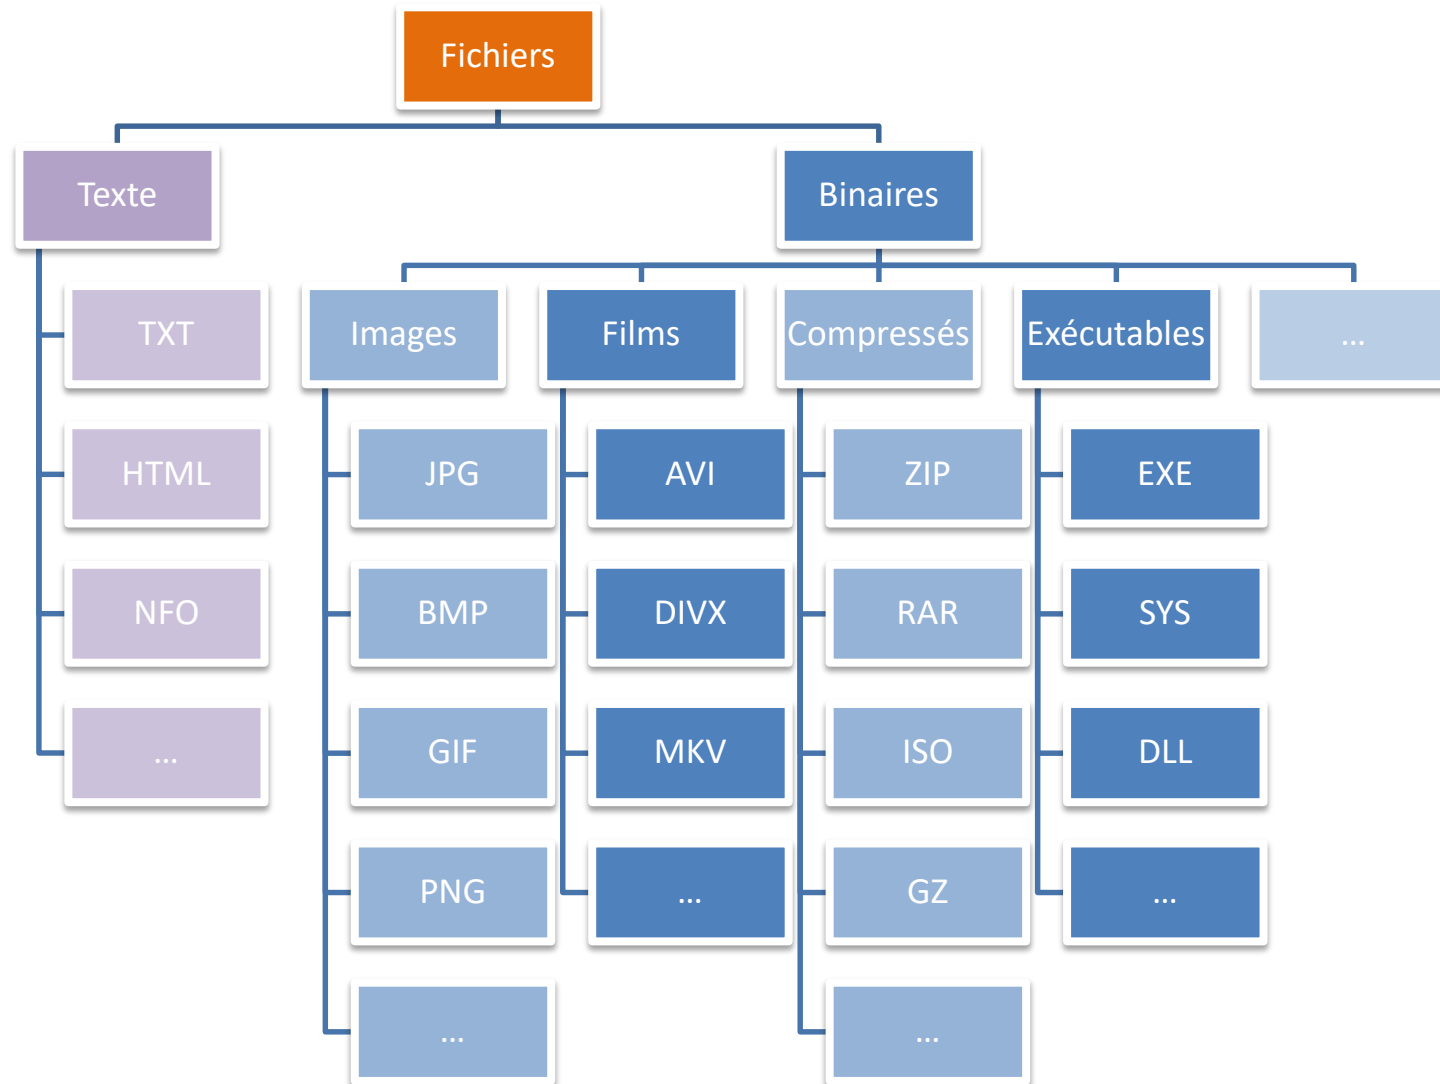 Fichiers
Texte
Binaires
TXT
HTML
NFO
...
Images
JPG
BMP
GIF
PNG
...
Films
AVI
DIVX
MKV
...
Compressés
ZIP
RAR
ISO
GZ
...
Exécutables
EXE
SYS
DLL
...
...